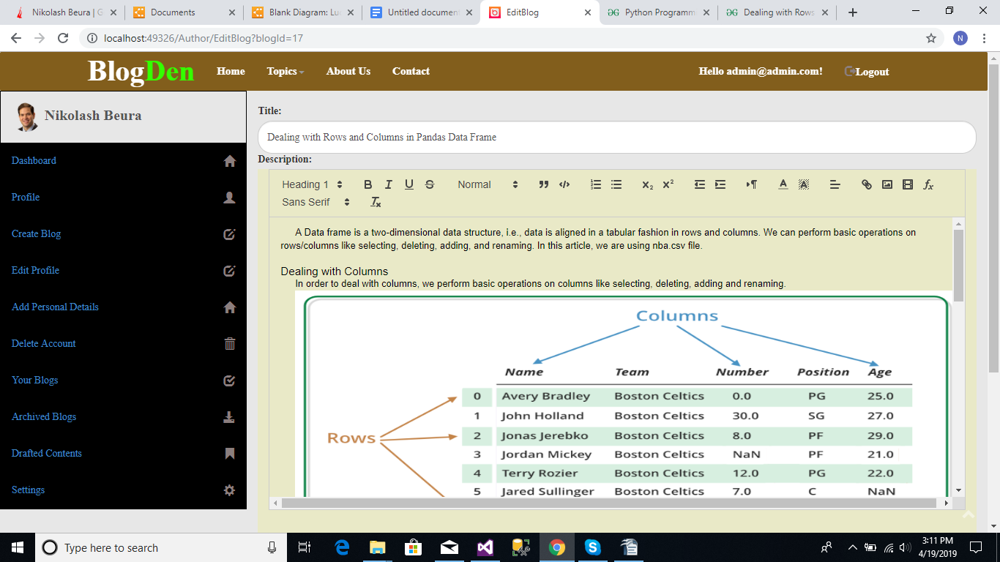 Nikolash Beura | G
Documents
Blank Diagram: Lu
Untitled documen
EditBlog
Python Programm
Dealing with Rows
localhost:49326/Author/EditBlog?blogId=17
N
BlogDen
Home
Topics
About Us
Contact
Hello admin@admin.com!
Logout
Nikolash Beura
Dashboard
Profile
Create Blog
Edit Profile
Add Personal Details
Delete Account
Your Blogs
Archived Blogs
Drafted Contents
Settings
Title:
Dealing with Rows and Columns in Pandas Data Frame
Description:
Heading 1 B I U S Normal
Sans Serif
A Data frame is a two-dimensional data structure, i.e., data is aligned in a tabular fashion in rows and columns. We can perform basic operations on
rows/columns like selecting, deleting, adding, and renaming. In this article, we are using nba.csv file.
Dealing with Columns
In order to deal with columns, we perform basic operations on columns like selecting, deleting, adding and renaming.
Columns
Name Team Number Position Age
0 Avery Bradley Boston Celtics 0.0 PG 25.0
1 John Holland Boston Celtics 30.0 SG 27.0
Rows
2 Jonas Jerebko Boston Celtics 8.0 PF 29.0
3 Jordan Mickey Boston Celtics NaN PF 21.0
4 Terry Rozier Boston Celtics 12.0 PG 22.0
5 Jared Sullinger Boston Celtics 7.0 C NaN
Type here to search
3:11 PM
4/19/2019